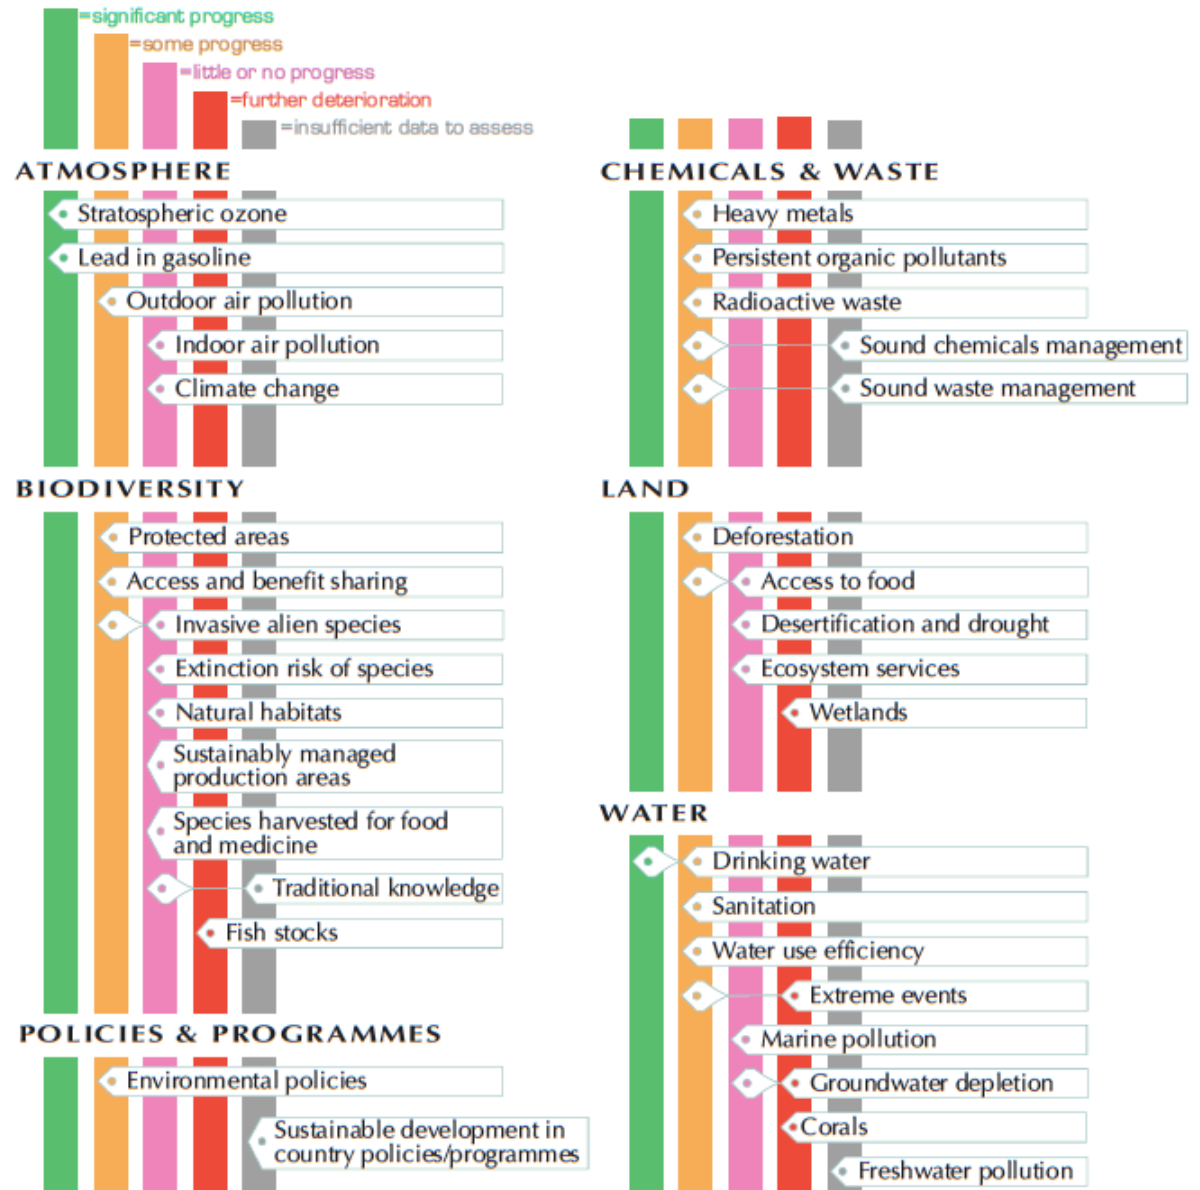 =significant progress
=some progress
=little or no progress
=further deterioration
=insufficient data to assess
ATMOSPHERE
Stratospheric ozone
Lead in gasoline
Outdoor air pollution
Indoor air pollution
Climate change
BIODIVERSITY
Protected areas
Access and benefit sharing
Invasive alien species
Extinction risk of species
Natural habitats
Sustainably managed
production areas
Species harvested for food
and medicine
Traditional knowledge
Fish stocks
POLICIES & PROGRAMMES
Environmental policies
Sustainable development in
country policies/programmes
CHEMICALS & WASTE
Heavy metals
Persistent organic pollutants
Radioactive waste
Sound chemicals management
Sound waste management
LAND
Deforestation
Access to food
Desertification and drought
Ecosystem services
Wetlands
WATER
Drinking water
Sanitation
Water use efficiency
Extreme events
Marine pollution
Groundwater depletion
Corals
Freshwater pollution